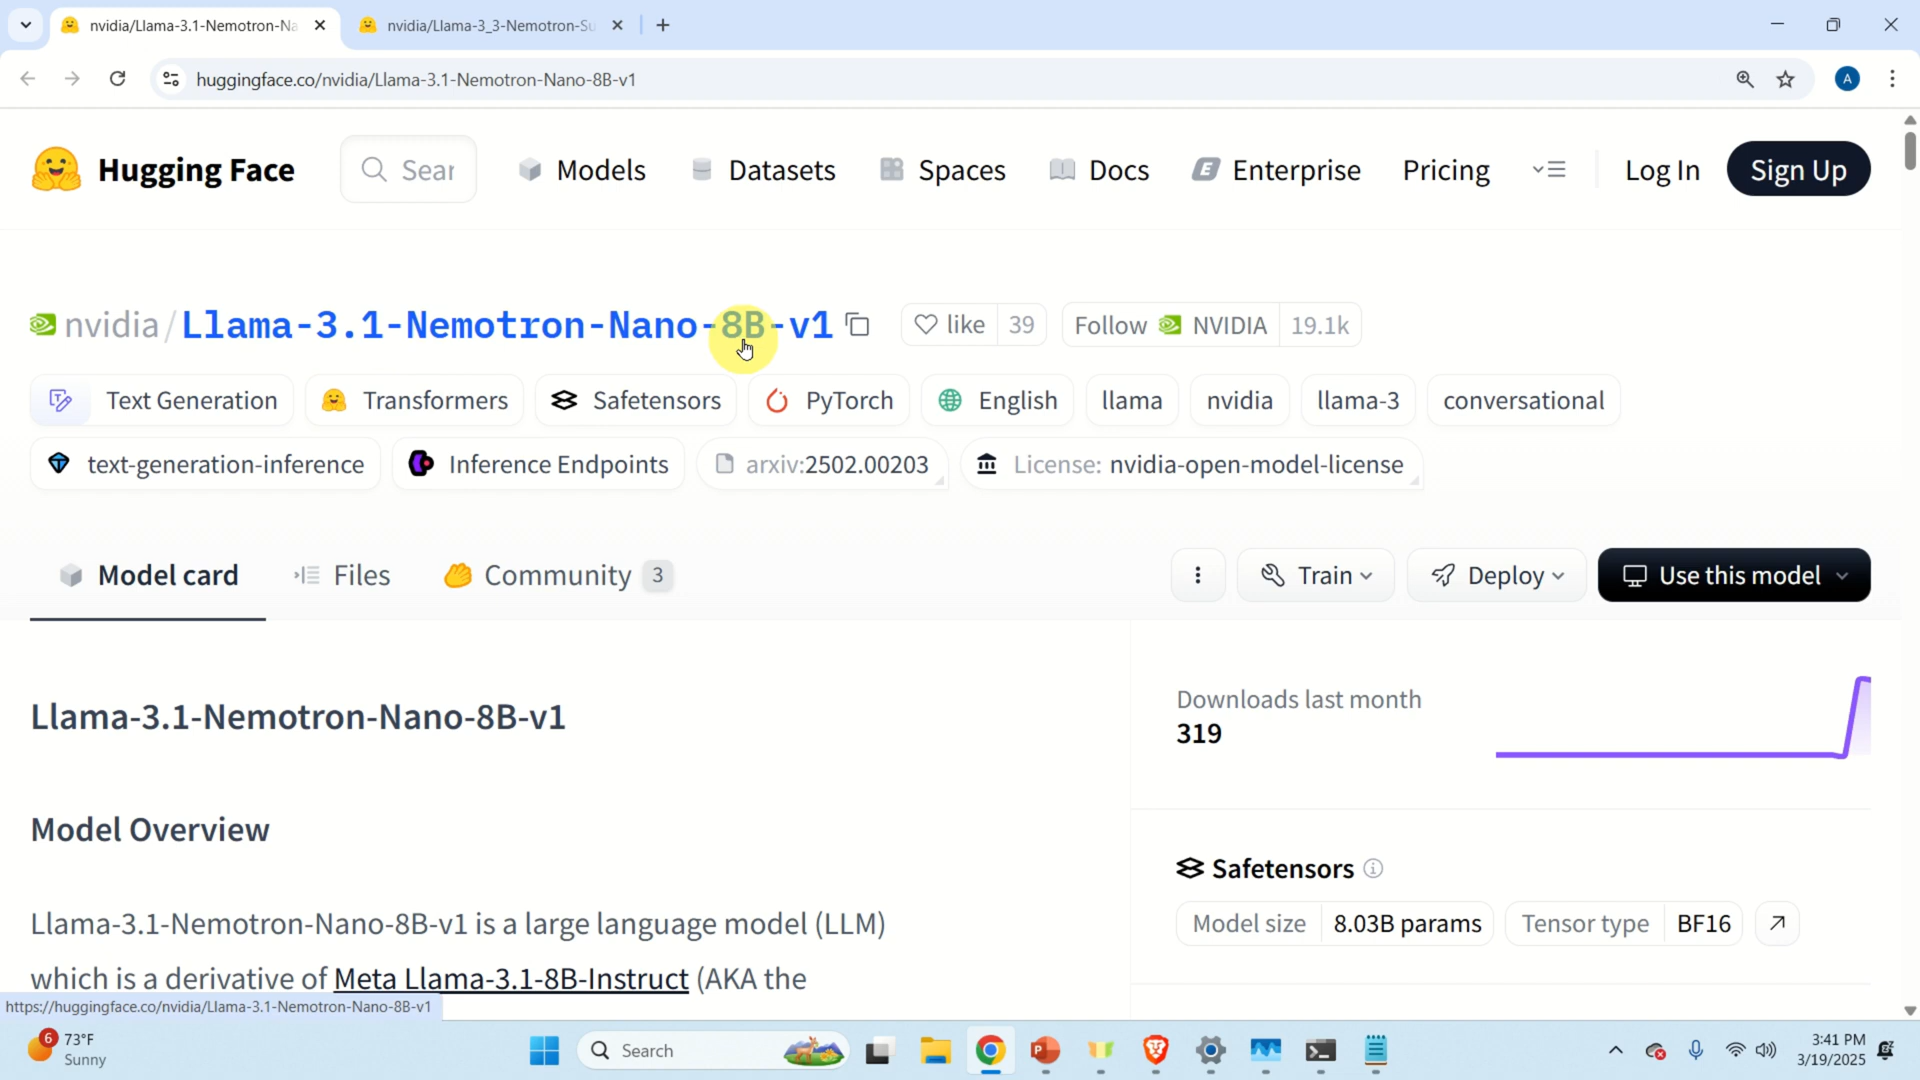 nvidia/Llama-3.1-Nemotron-Na
nvidia/Llama-3_3-Nemotron-Su
huggingface.co/nvidia/Llama-3.1-Nemotron-Nano-8B-v1
A
Hugging Face
Sear
Models
Datasets
Spaces
Docs
E Enterprise
Pricing
Log In
Sign Up
nvidia/Llama-3.1-Nemotron-Nano-8B-v1
like 39
Follow NVIDIA 19.1k
Text Generation
Transformers
Safetensors
PyTorch
English
llama
nvidia
llama-3
conversational
text-generation-inference
Inference Endpoints
arxiv:2502.00203
License: nvidia-open-model-license
Model card
Files
Community 3
Train
Deploy
Use this model
Llama-3.1-Nemotron-Nano-8B-v1
Model Overview
Llama-3.1-Nemotron-Nano-8B-v1 is a large language model (LLM)
which is a derivative of Meta Llama-3.1-8B-Instruct (AKA the
Downloads last month
319
Safetensors
Model size 8.03B params
Tensor type BF16
https://huggingface.co/nvidia/Llama-3.1-Nemotron-Nano-8B-v1
6
73°F
Sunny
Search
P
3:41 PM
3/19/2025